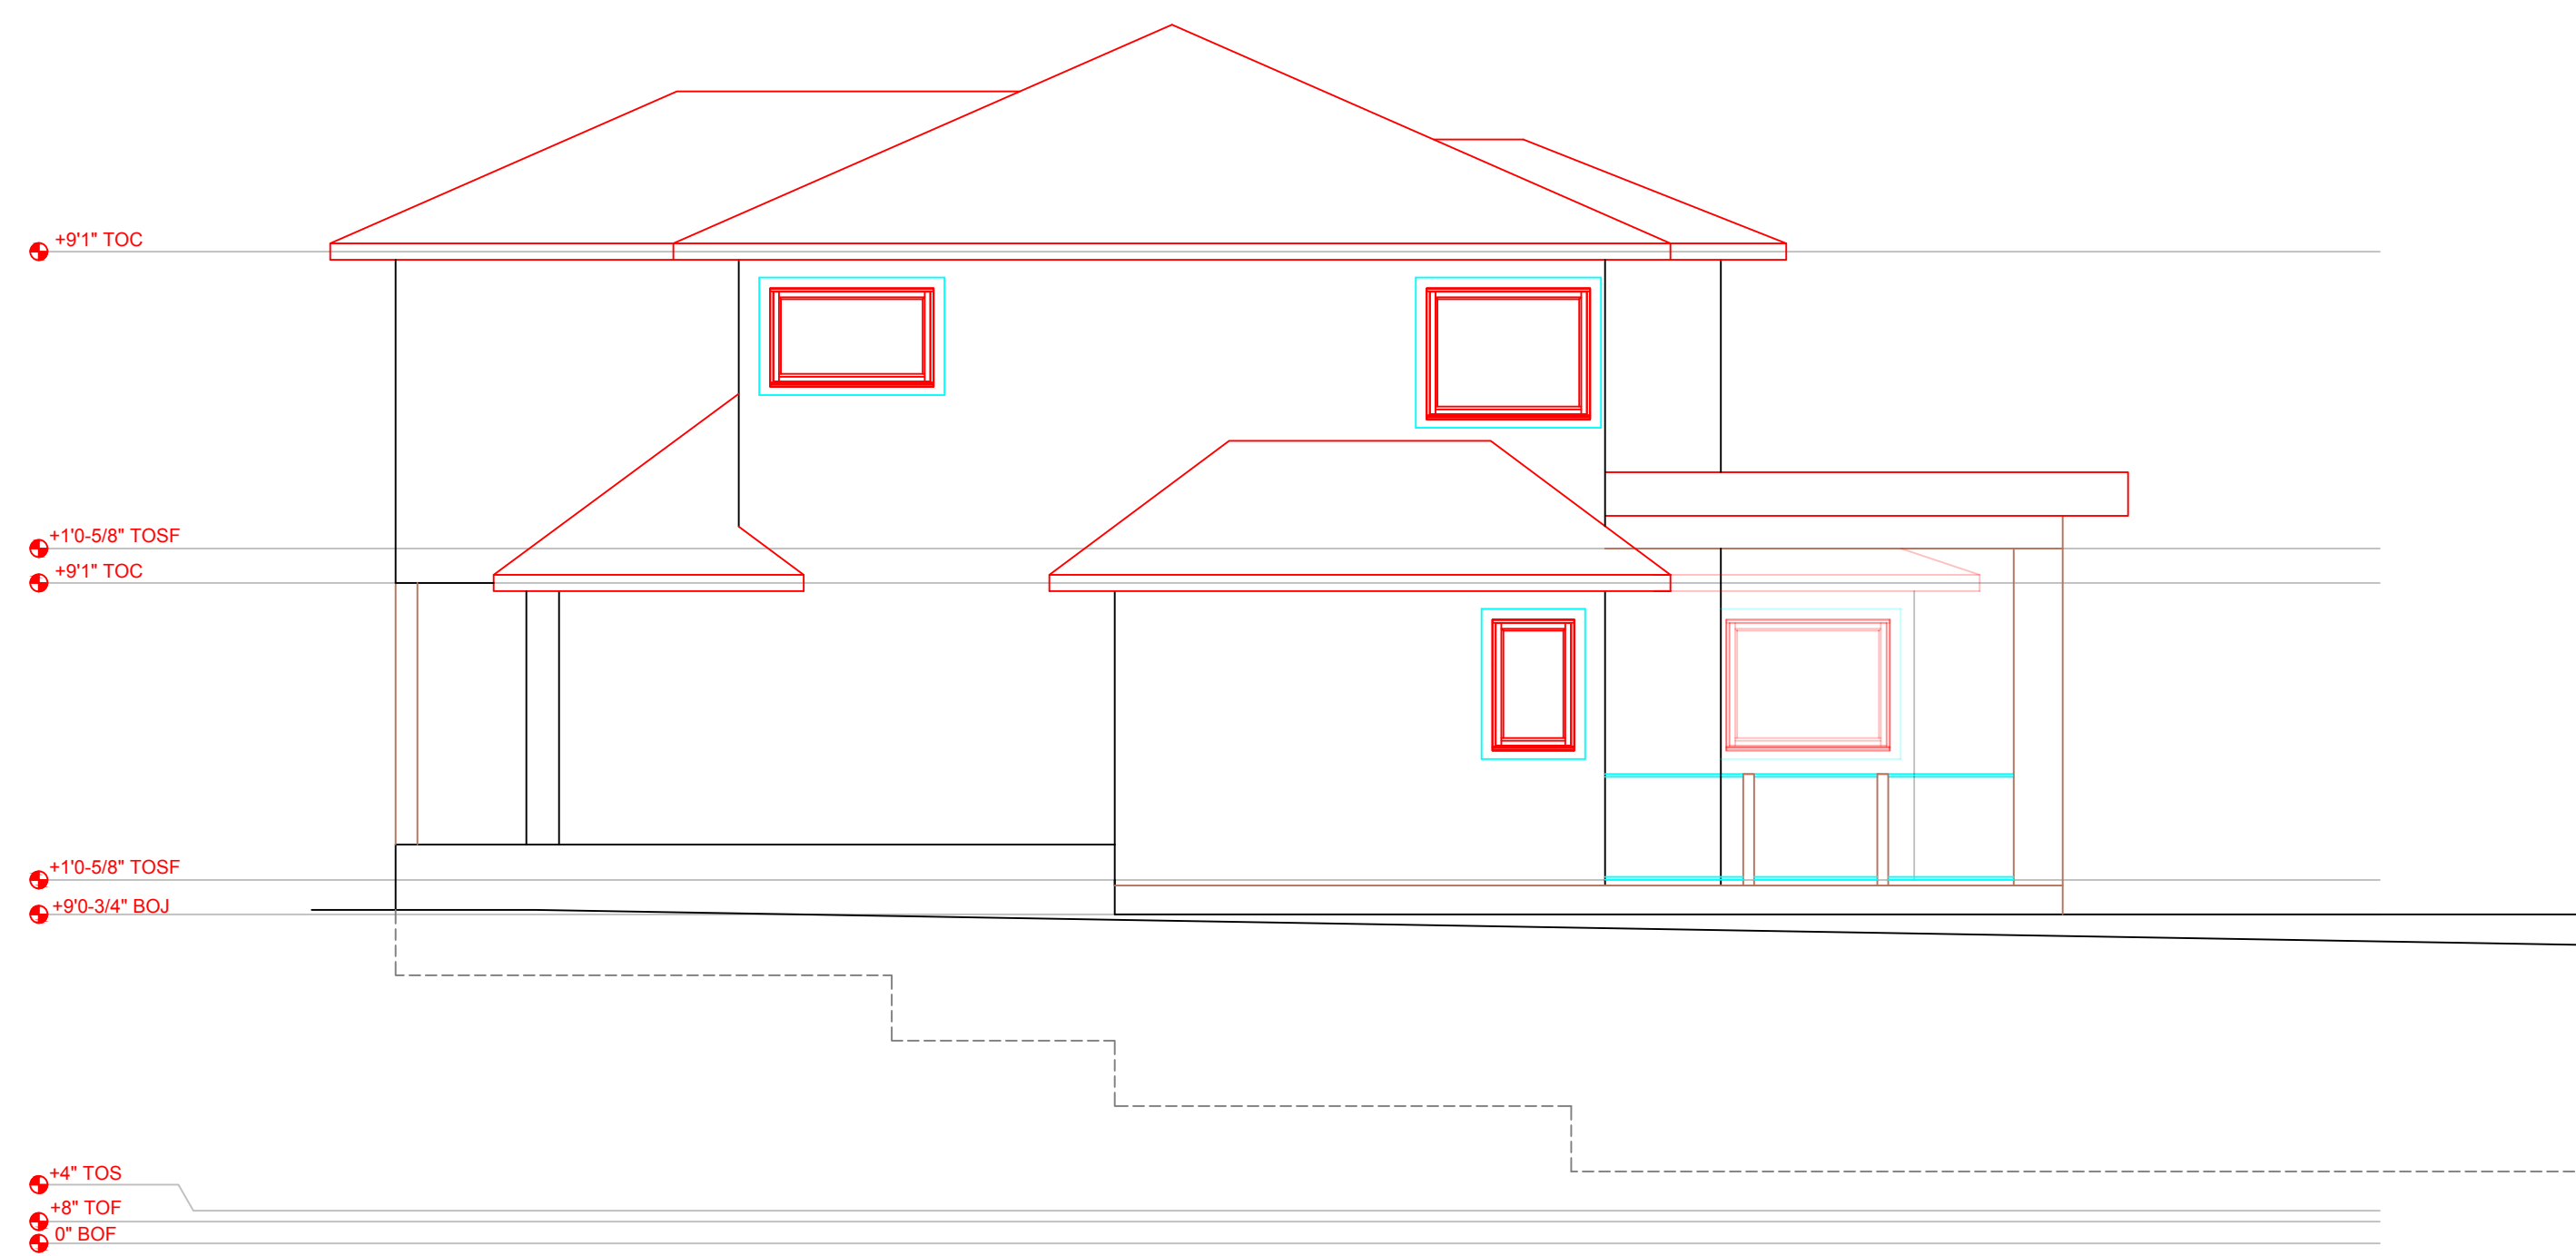 +9'1" TOC
+1'0-5/8" TOSF
+9'1" TOC
+1'0-5/8" TOSF
+9'0-3/4" BOJ
+4" TOS
+8" TOF
0" BOF